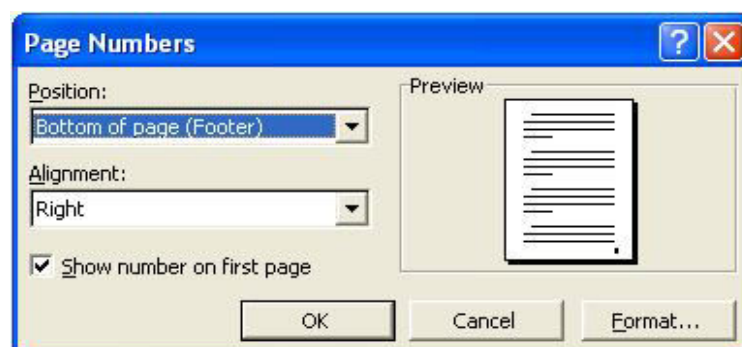 Page Numbers
Position:
Bottom of page (Footer)
Alignment:
Right
Show number on first page
Preview
OK
Cancel
Format...